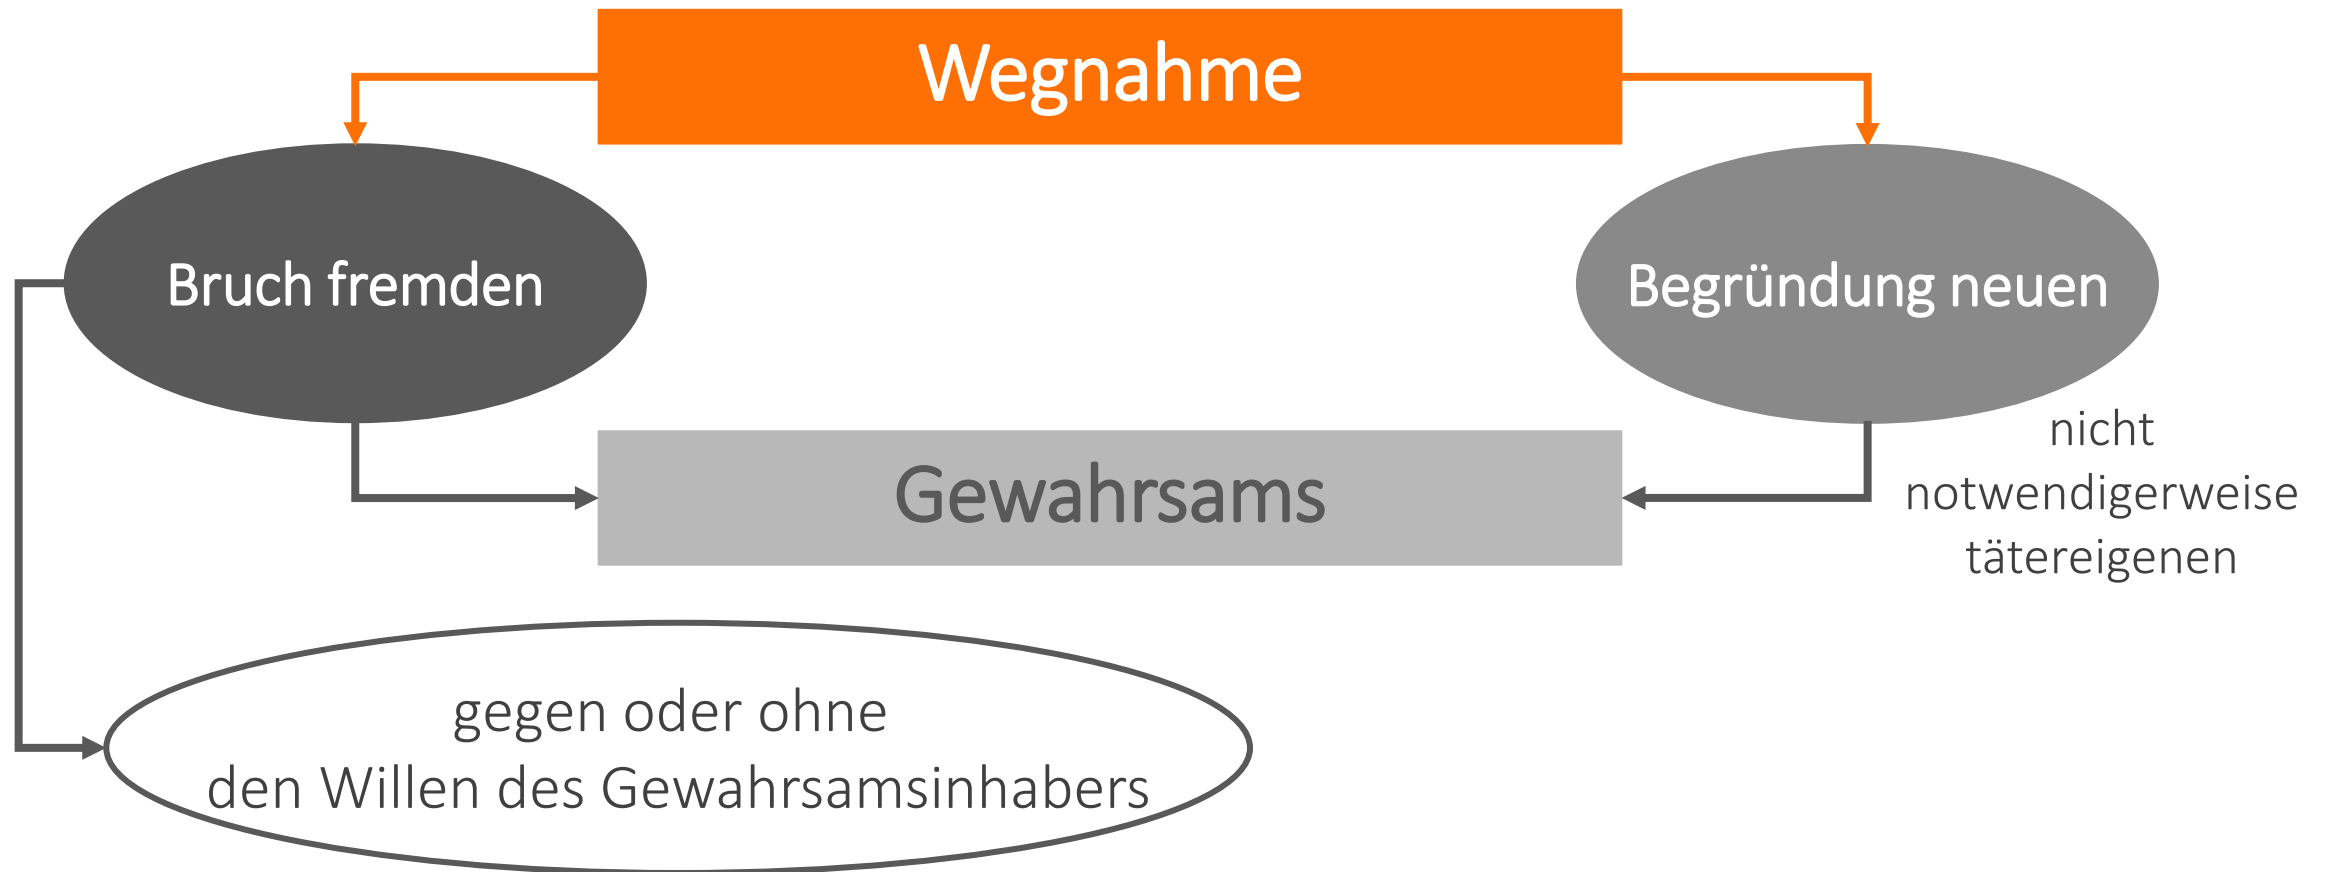 Wegnahme
Bruch fremden
Begründung neuen
Gewahrsams
nicht
notwendigerweise
tätereigenen
gegen oder ohne
den Willen des Gewahrsamsinhabers